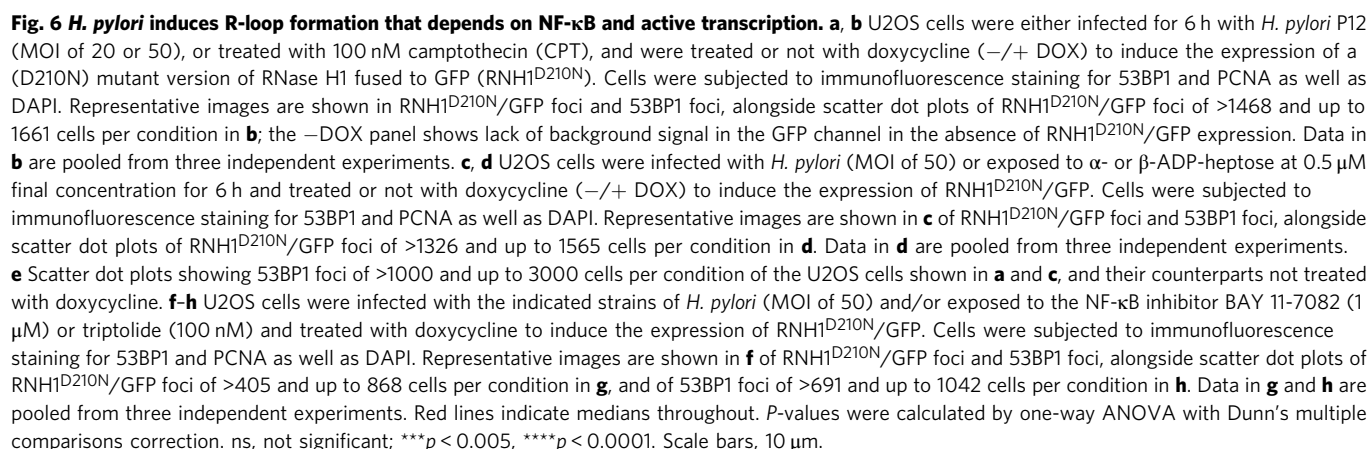 Fig. 6 H. pylori induces R-loop formation that depends on NF-κB and active transcription. a, b U2OS cells were either infected for 6 h with H. pylori P12
(MOI of 20 or 50), or treated with 100 nM camptothecin (CPT), and were treated or not with doxycycline (−/+ DOX) to induce the expression of a
(D210N) mutant version of RNase H1 fused to GFP (RNH1D210N). Cells were subjected to immunofluorescence staining for 53BP1 and PCNA as well as
DAPI. Representative images are shown in RNH1D210N/GFP foci and 53BP1 foci, alongside scatter dot plots of RNH1D210N/GFP foci of >1468 and up to
1661 cells per condition in b; the −DOX panel shows lack of background signal in the GFP channel in the absence of RNH1D210N/GFP expression. Data in
b are pooled from three independent experiments. c, d U2OS cells were infected with H. pylori (MOI of 50) or exposed to α- or β-ADP-heptose at 0.5 μM
final concentration for 6 h and treated or not with doxycycline (−/+ DOX) to induce the expression of RNH1D210N/GFP. Cells were subjected to
immunofluorescence staining for 53BP1 and PCNA as well as DAPI. Representative images are shown in c of RNH1D210N/GFP foci and 53BP1 foci, alongside
scatter dot plots of RNH1D210N/GFP foci of >1326 and up to 1565 cells per condition in d. Data in d are pooled from three independent experiments.
e Scatter dot plots showing 53BP1 foci of >1000 and up to 3000 cells per condition of the U2OS cells shown in a and c, and their counterparts not treated
with doxycycline. f–h U2OS cells were infected with the indicated strains of H. pylori (MOI of 50) and/or exposed to the NF-κB inhibitor BAY 11-7082 (1
μM) or triptolide (100 nM) and treated with doxycycline to induce the expression of RNH1D210N/GFP. Cells were subjected to immunofluorescence
staining for 53BP1 and PCNA as well as DAPI. Representative images are shown in f of RNH1D210N/GFP foci and 53BP1 foci, alongside scatter dot plots of
RNH1D210N/GFP foci of >405 and up to 868 cells per condition in g, and of 53BP1 foci of >691 and up to 1042 cells per condition in h. Data in g and h are
pooled from three independent experiments. Red lines indicate medians throughout. P-values were calculated by one-way ANOVA with Dunn's multiple
comparisons correction. ns, not significant; ***p < 0.005, ****p < 0.0001. Scale bars, 10 μm.